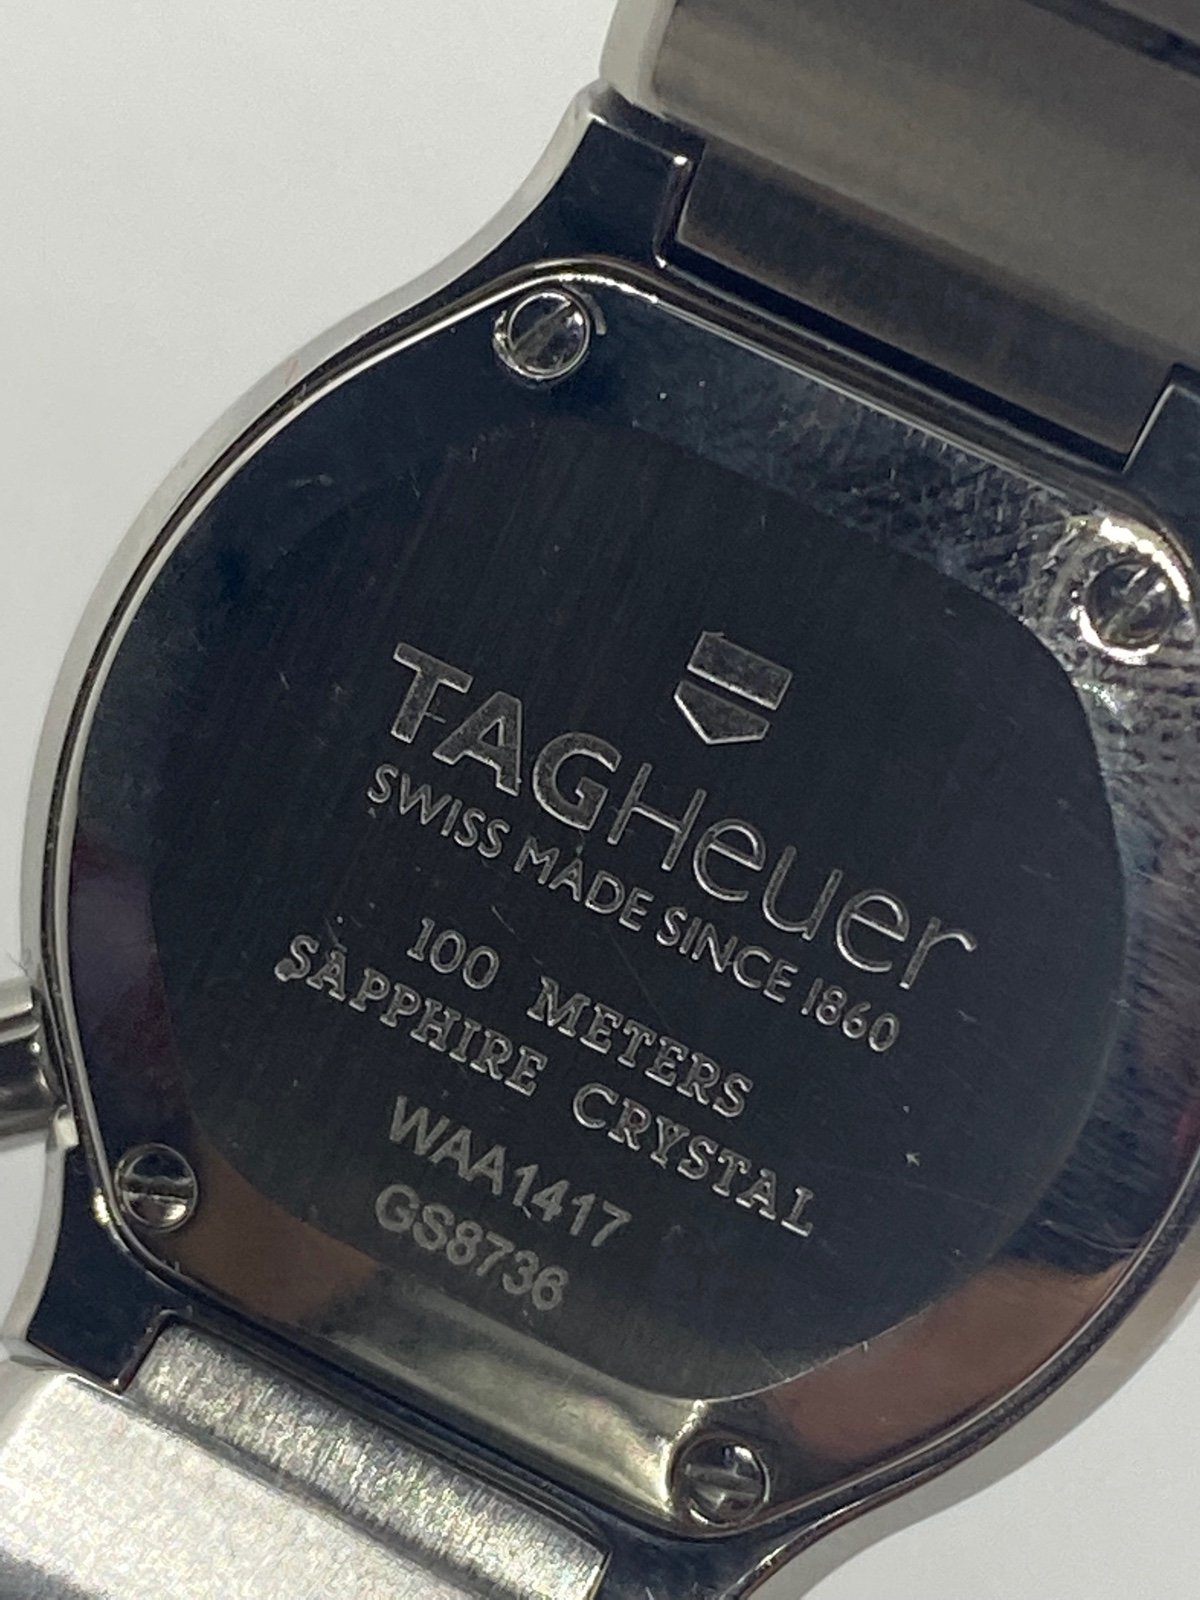 TAGHeuer
SWISS MADE SINCE 1860
100 METERS
SAPPHIRE CRYSTAL
WAA1417
GS8736